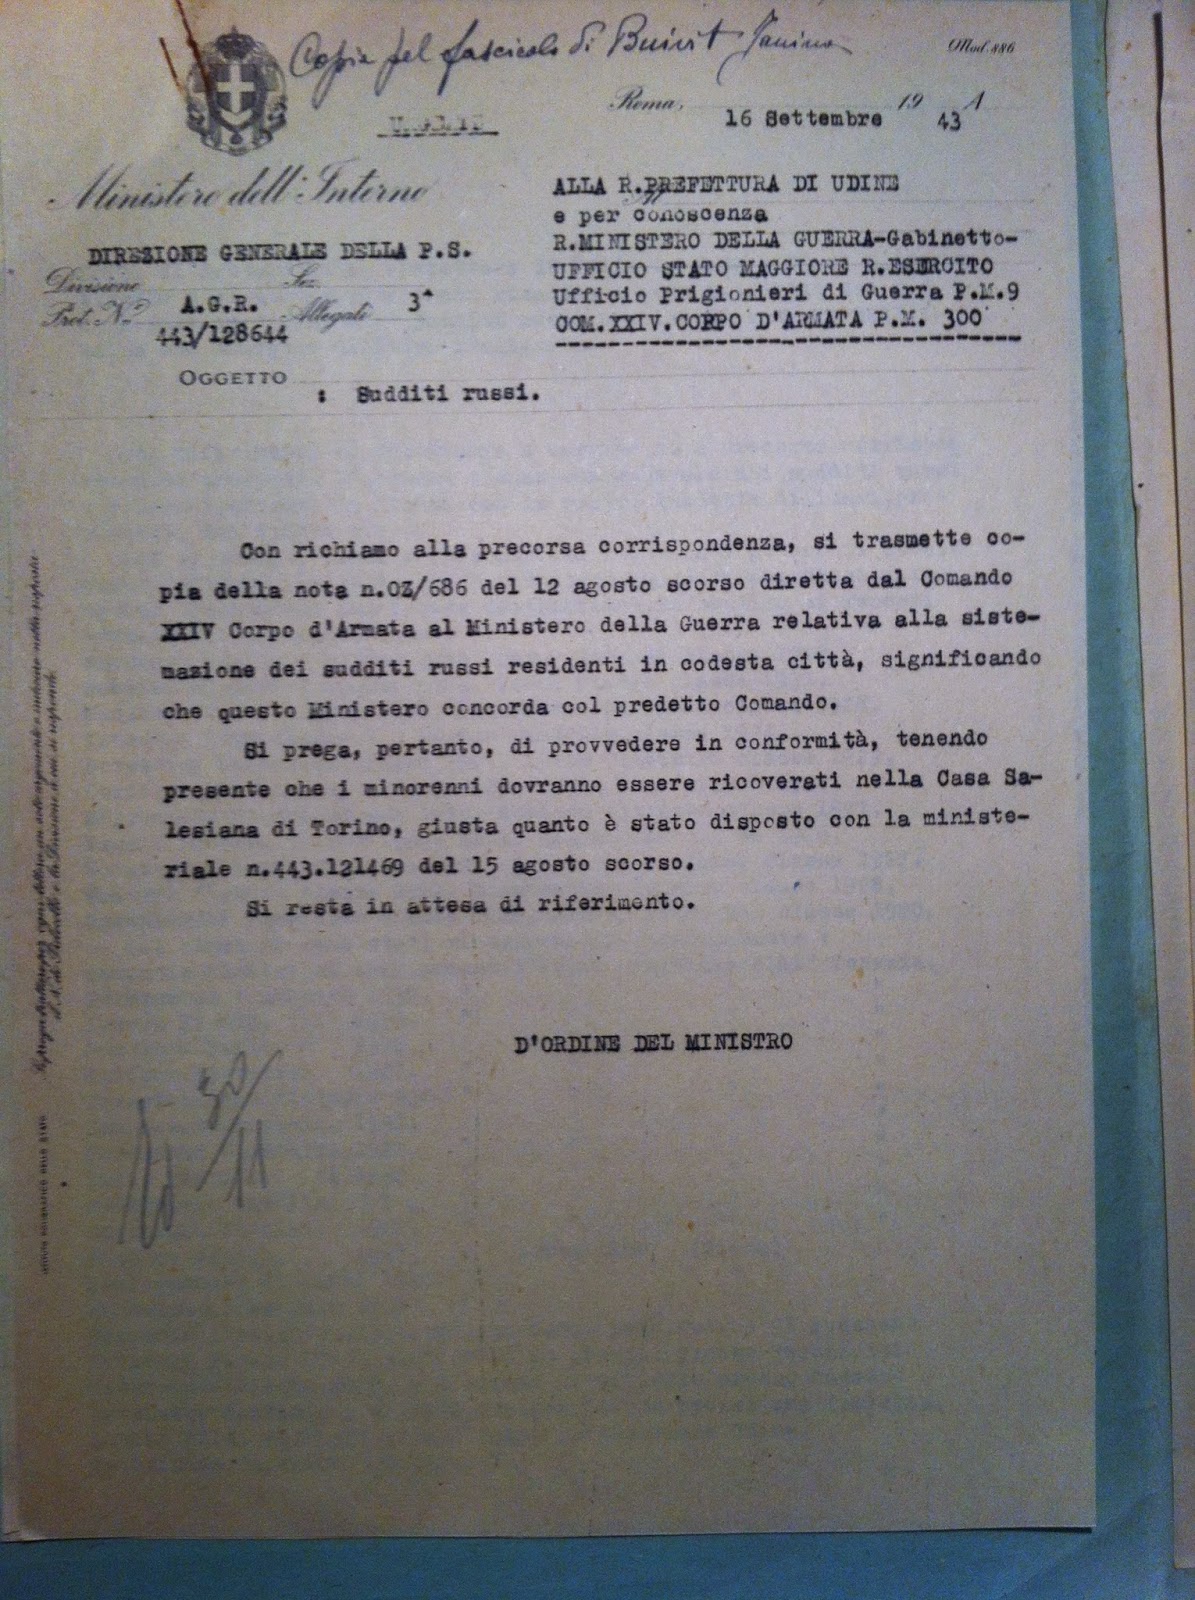 Copia pel fascicolo di Buivit Janina
Mod. 886
Roma, 16 Settembre 1943
Ministero dell'Interno
DIREZIONE GENERALE DELLA P.S.
Divisione A.G.R. Sez.
Prot. N.° 443/128644 Allegati 3
ALLA R.PREFETTURA DI UDINE
e per conoscenza
R.MINISTERO DELLA GUERRA-Gabinetto-
UFFICIO STATO MAGGIORE R.ESERCITO
Ufficio Prigionieri di Guerra P.M.9
COM.XXIV.CORPO D'ARMATA P.M. 300
OGGETTO : Sudditi russi.
Con richiamo alla precorsa corrispondenza, si trasmette co-
pia della nota n.OZ/686 del 12 agosto scorso diretta dal Comando
XXIV Corpo d'Armata al Ministero della Guerra relativa alla siste-
mazione dei sudditi russi residenti in codesta città, significando
che questo Ministero concorda col predetto Comando.
Si prega, pertanto, di provvedere in conformità, tenendo
presente che i minorenni dovranno essere ricoverati nella Casa Sa-
lesiana di Torino, giusta quanto è stato disposto con la ministe-
riale n.443.121469 del 15 agosto scorso.
Si resta in attesa di riferimento.
D'ORDINE DEL MINISTRO
30/11